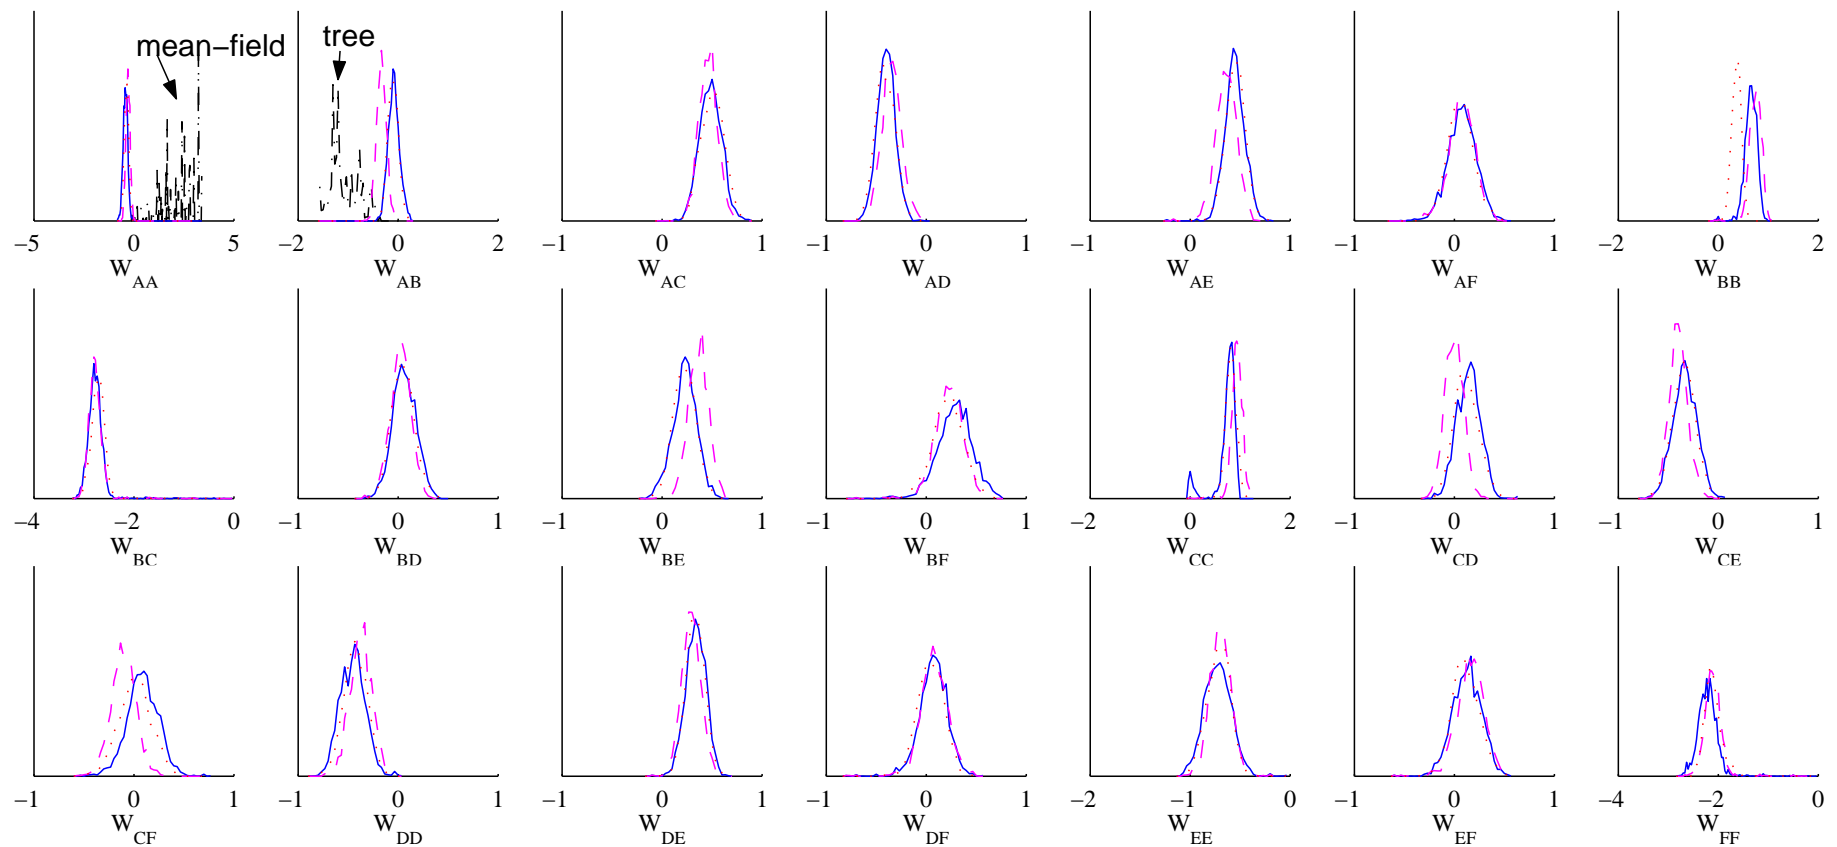 mean−field
tree
−5 0 5 −2 0 2 −1 0 1 −1 0 1 −1 0 1 −1 0 1 −2 0 2
W_AA W_AB W_AC W_AD W_AE W_AF W_BB
−4 −2 0 −1 0 1 −1 0 1 −1 0 1 −2 0 2 −1 0 1 −1 0 1
W_BC W_BD W_BE W_BF W_CC W_CD W_CE
−1 0 1 −1 0 1 −1 0 1 −1 0 1 −2 −1 0 −1 0 1 −4 −2 0
W_CF W_DD W_DE W_DF W_EE W_EF W_FF